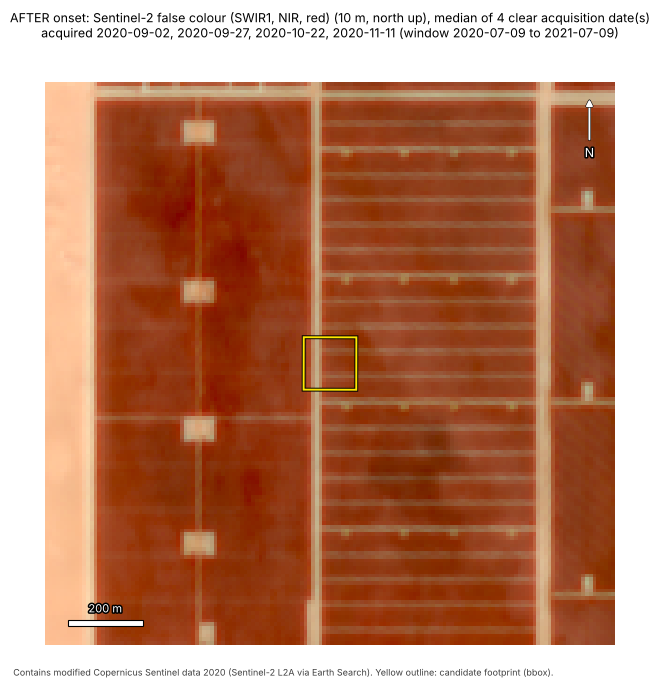 AFTER onset: Sentinel-2 false colour (SWIR1, NIR, red) (10 m, north up), median of 4 clear acquisition date(s)
acquired 2020-09-02, 2020-09-27, 2020-10-22, 2020-11-11 (window 2020-07-09 to 2021-07-09)
N
200 m
Contains modified Copernicus Sentinel data 2020 (Sentinel-2 L2A via Earth Search). Yellow outline: candidate footprint (bbox).